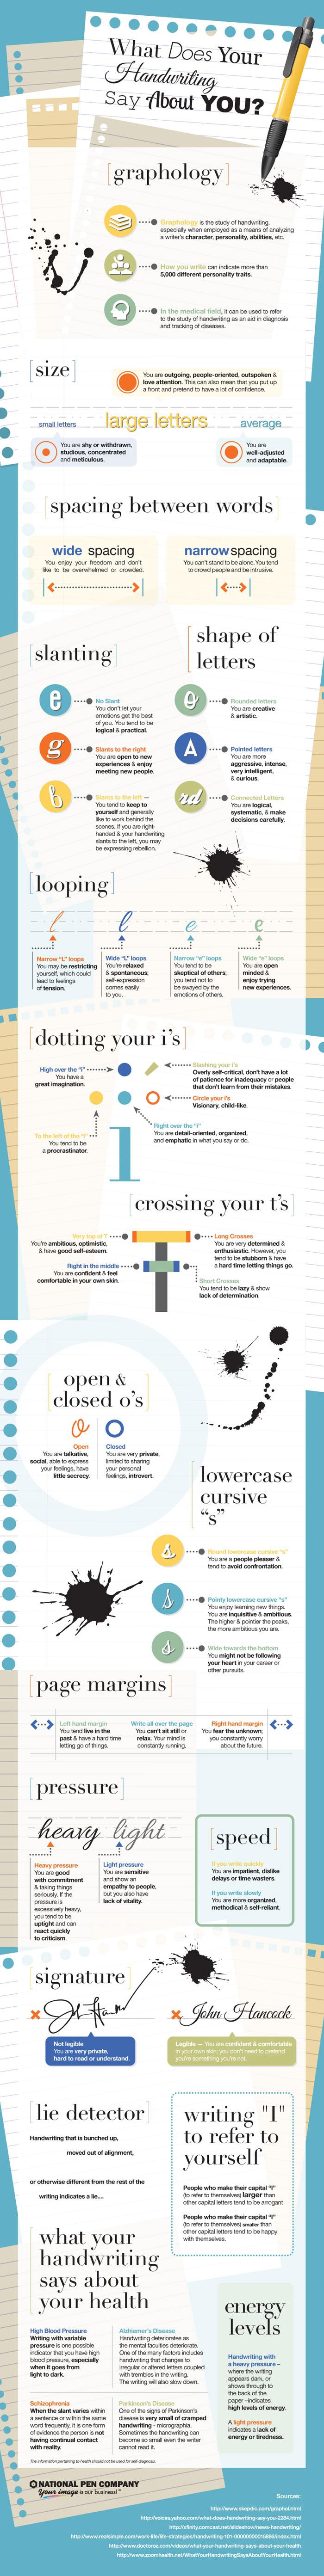 What Does Your
Handwriting
Say About YOU?
graphology
Graphology is the study of handwriting,
especially when employed as a means of analyzing
a writer's character, personality, abilities, etc.
How you write can indicate more than
5,000 different personality traits.
In the medical field, it can be used to refer
to the study of handwriting as an aid in diagnosis
and tracking of diseases.
size
You are outgoing, people-oriented, outspoken &
love attention. This can also mean that you put up
a front and pretend to have a lot of confidence.
small letters
large letters
average
You are shy or withdrawn,
studious, concentrated
and meticulous.
You are
well-adjusted
and adaptable.
spacing between words
wide spacing
You enjoy your freedom and don't
like to be overwhelmed or crowded.
narrow spacing
You can't stand to be alone. You tend
to crowd people and be intrusive.
slanting
e
No Slant
You don't let your
emotions get the best
of you. You tend to be
logical & practical.
g
Slants to the right
You are open to new
experiences & enjoy
meeting new people.
b
Slants to the left —
You tend to keep to
yourself and generally
like to work behind the
scenes. If you are right-
handed & your handwriting
slants to the left, you may
be expressing rebellion.
shape of
letters
o
Rounded letters
You are creative
& artistic.
A
Pointed letters
You are more
aggressive, intense,
very intelligent,
& curious.
rd
Connected Letters
You are logical,
systematic, & make
decisions carefully.
looping
l
l
e
e
Narrow "L" loops
You may be restricting
yourself, which could
lead to feelings
of tension.
Wide "L" loops
You're relaxed
& spontaneous;
self-expression
comes easily
to you.
Narrow "e" loops
You tend to be
skeptical of others;
you tend not to
be swayed by the
emotions of others.
Wide "e" loops
You are open
minded &
enjoy trying
new experiences.
dotting your i's
High over the "i"
You have a
great imagination.
Slashing your i's
Overly self-critical, don't have a lot
of patience for inadequacy or people
that don't learn from their mistakes.
Circle your i's
Visionary, child-like.
To the left of the "i"
You tend to be
a procrastinator.
Right over the "i"
You are detail-oriented, organized,
and emphatic in what you say or do.
crossing your t's
Very top of T
You're ambitious, optimistic,
& have good self-esteem.
Right in the middle
You are confident & feel
comfortable in your own skin.
Long Crosses
You are very determined &
enthusiastic. However, you
tend to be stubborn & have
a hard time letting things go.
Short Crosses
You tend to be lazy & show
lack of determination.
open &
closed o's
Open
You are talkative,
social, able to express
your feelings, have
little secrecy.
Closed
You are very private,
limited to sharing
your personal
feelings, introvert.
lowercase
cursive
"s"
s
Round lowercase cursive "s"
You are a people pleaser &
tend to avoid confrontation.
s
Pointy lowercase cursive "s"
You enjoy learning new things.
You are inquisitive & ambitious.
The higher & pointier the peaks,
the more ambitious you are.
s
Wide towards the bottom
You might not be following
your heart in your career or
other pursuits.
page margins
Left hand margin
You tend live in the
past & have a hard time
letting go of things.
Write all over the page
You can't sit still or
relax. Your mind is
constantly running.
Right hand margin
You fear the unknown;
you constantly worry
about the future.
pressure
heavy
light
Heavy pressure
You are good
with commitment
& taking things
seriously. If the
pressure is
excessively heavy,
you tend to be
uptight and can
react quickly
to criticism.
Light pressure
You are sensitive
and show an
empathy to people,
but you also have
lack of vitality.
speed
If you write quickly
You are impatient, dislike
delays or time wasters.
If you write slowly
You are more organized,
methodical & self-reliant.
signature
John Hancock
Not legible
You are very private,
hard to read or understand.
Legible — You are confident & comfortable
in your own skin, you don't need to pretend
you're something you're not.
lie detector
Handwriting that is bunched up,
moved out of alignment,
or otherwise different from the rest of the
writing indicates a lie....
writing "I"
to refer to
yourself
People who make their capital "I"
(to refer to themselves) larger than
other capital letters tend to be arrogant
People who make their capital "I"
(to refer to themselves) smaller than
other capital letters tend to be happy
with themselves.
what your
handwriting
says about
your health
High Blood Pressure
Writing with variable
pressure is one possible
indicator that you have high
blood pressure, especially
when it goes from
light to dark.
Alzheimer's Disease
Handwriting deteriorates as
the mental faculties deteriorate.
One of the many factors includes
handwriting that changes to
irregular or altered letters coupled
with trembles in the writing.
The writing will also slow down.
Schizophrenia
When the slant varies within
a sentence or within the same
word frequently, it is one form
of evidence the person is not
having continual contact
with reality.
Parkinson's Disease
One of the signs of Parkinson's
disease is very small of cramped
handwriting - micrographia.
Sometimes the handwriting can
become so small even the writer
cannot read it.
energy
levels
Handwriting with
a heavy pressure –
where the writing
appears dark, or
shows through to
the back of the
paper –indicates
high levels of energy.
A light pressure
indicates a lack of
energy or tiredness.
The information pertaining to health should not be used for self-diagnosis.
NATIONAL PEN COMPANY
Your image is our business™
Sources:
http://www.alepdic.com/graphol.html
http://voices.yahoo.com/what-does-handwriting-say-you-2294.html
http://xfinity.com.cast.net/slideshow/news-handwriting/
http://www.realsimple.com/work-life/life-strategies/handwriting-101-00000000015886/index.html
http://www.doctoroz.com/videos/what-your-handwriting-says-about-your-health
http://www.zoomhealth.net/WhatYourHandwritingSaysAboutYourHealth.html